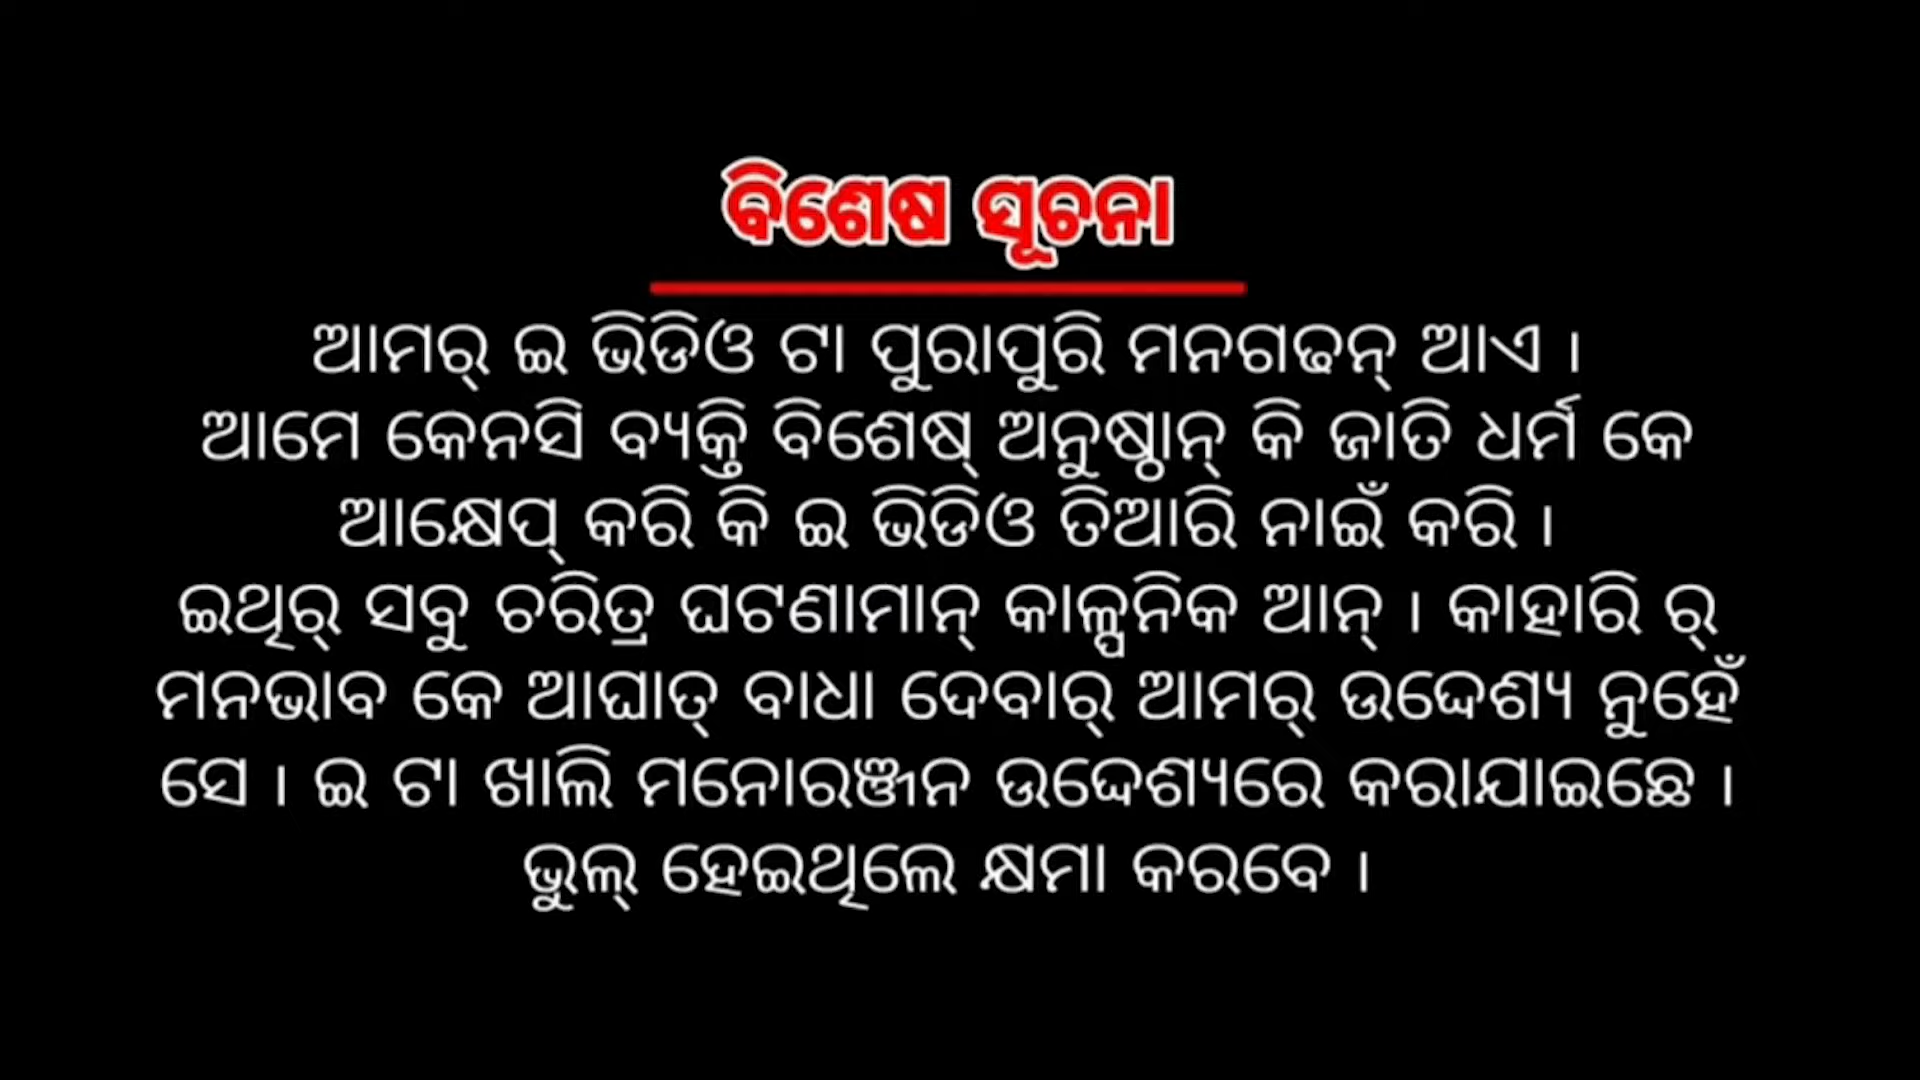 ବିଶେଷ ସୂଚନା
ଆମର୍ ଇ ଭିଡିଓ ଟା ପୁରାପୁରି ମନଗଢନ୍ ଆଏ ।
ଆମେ କେନସି ବ୍ୟକ୍ତି ବିଶେଷ୍ ଅନୁଷ୍ଠାନ୍ କି ଜାତି ଧର୍ମ କେ
ଆକ୍ଷେପ୍ କରି କି ଇ ଭିଡିଓ ତିଆରି ନାଇଁ କରି ।
ଇଥିର୍ ସବୁ ଚରିତ୍ର ଘଟଣାମାନ୍ କାଳ୍ପନିକ ଆନ୍ । କାହାରି ର୍
ମନଭାବ କେ ଆଘାତ୍ ବାଧା ଦେବାର୍ ଆମର୍ ଉଦ୍ଦେଶ୍ୟ ନୁହେଁ
ସେ । ଇ ଟା ଖାଲି ମନୋରଞ୍ଜନ ଉଦ୍ଦେଶ୍ୟରେ କରାଯାଇଛେ ।
ଭୁଲ୍ ହେଇଥିଲେ କ୍ଷମା କରବେ ।